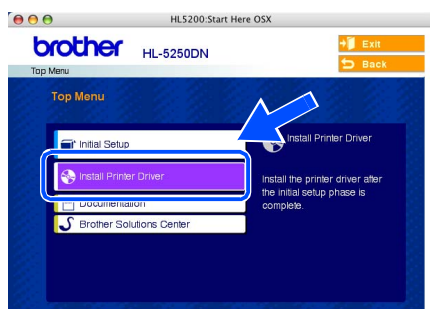 HL5200:Start Here OSX
brother HL-5250DN
Exit
Back
Top Menu
Top Menu
Initial Setup
Install Printer Driver
Documentation
Brother Solutions Center
Install Printer Driver
Install the printer driver after
the initial setup phase is
complete.